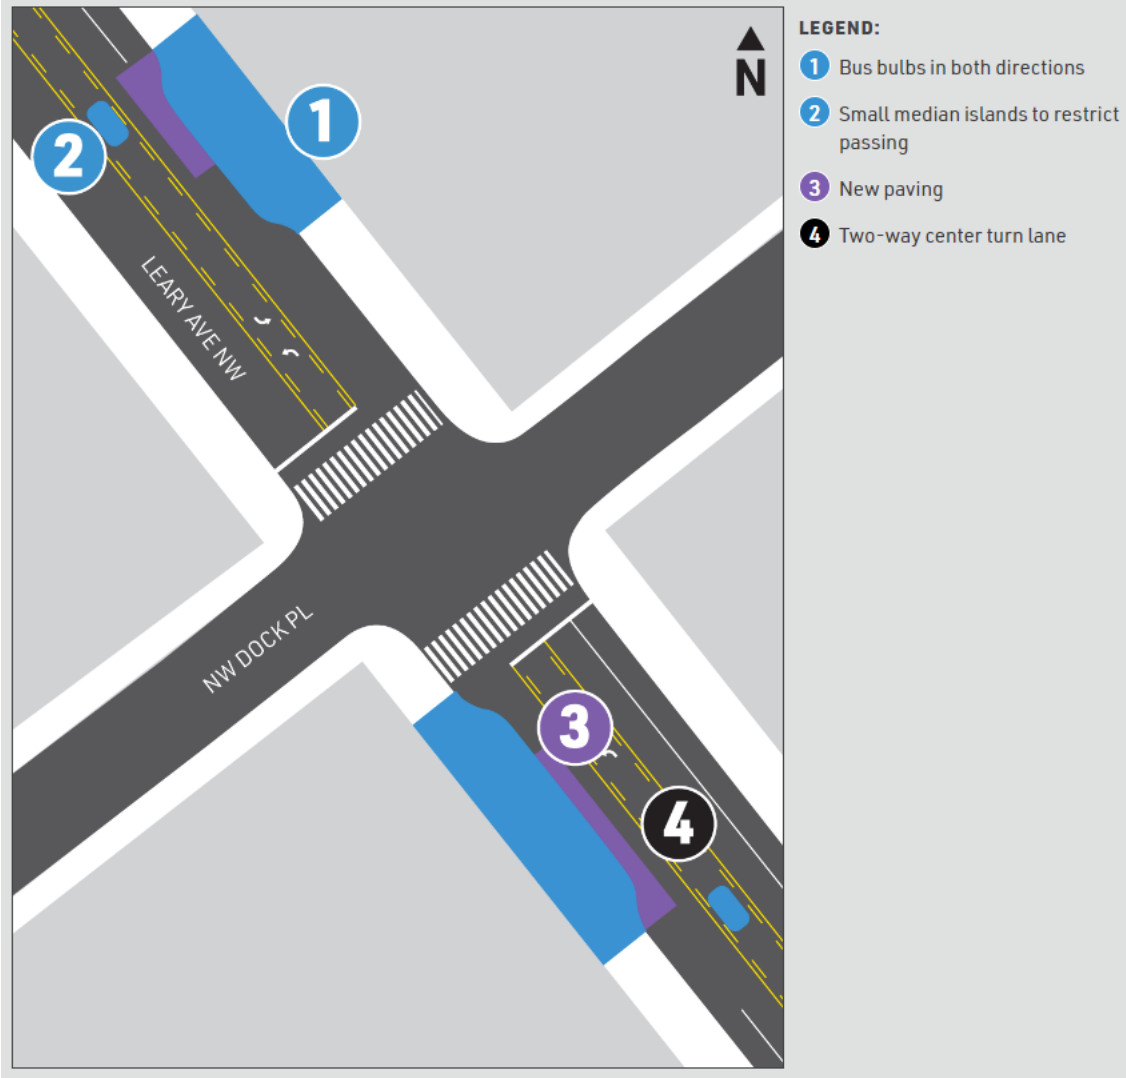 1
2
N
LEARY AVE NW
NW DOCK PL
3
4
LEGEND:
1 Bus bulbs in both directions
2 Small median islands to restrict
passing
3 New paving
4 Two-way center turn lane